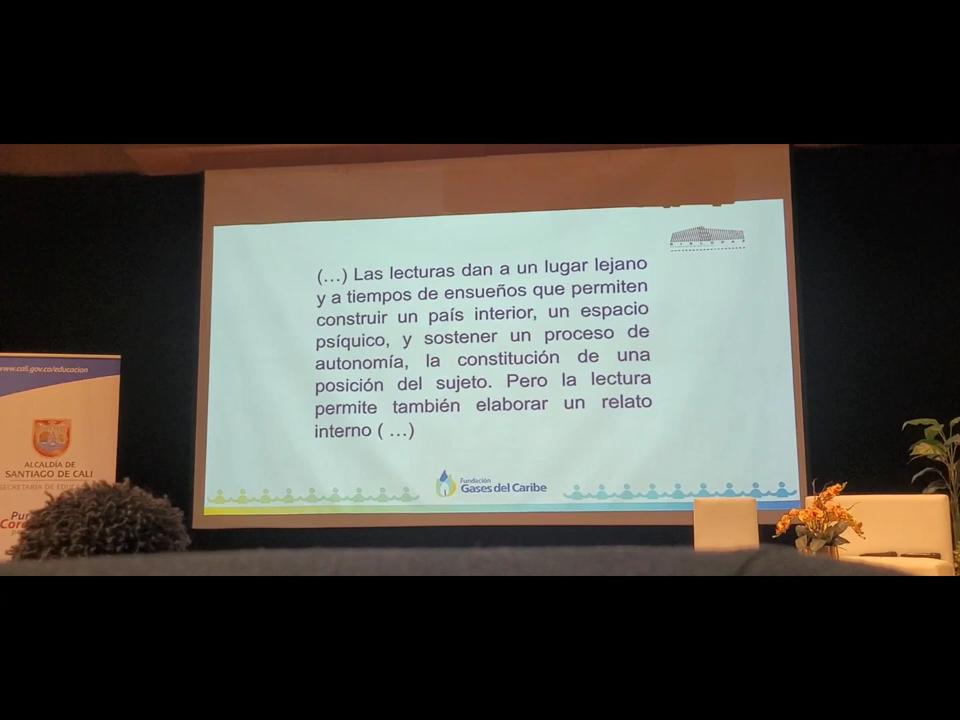 BIBLOPAZ
(…) Las lecturas dan a un lugar lejano
y a tiempos de ensueños que permiten
construir un país interior, un espacio
psíquico, y sostener un proceso de
autonomía, la constitución de una
posición del sujeto. Pero la lectura
permite también elaborar un relato
interno ( …)
Fundación
Gases del Caribe
www.cali.gov.co/educacion
ALCALDÍA DE
SANTIAGO DE CALI